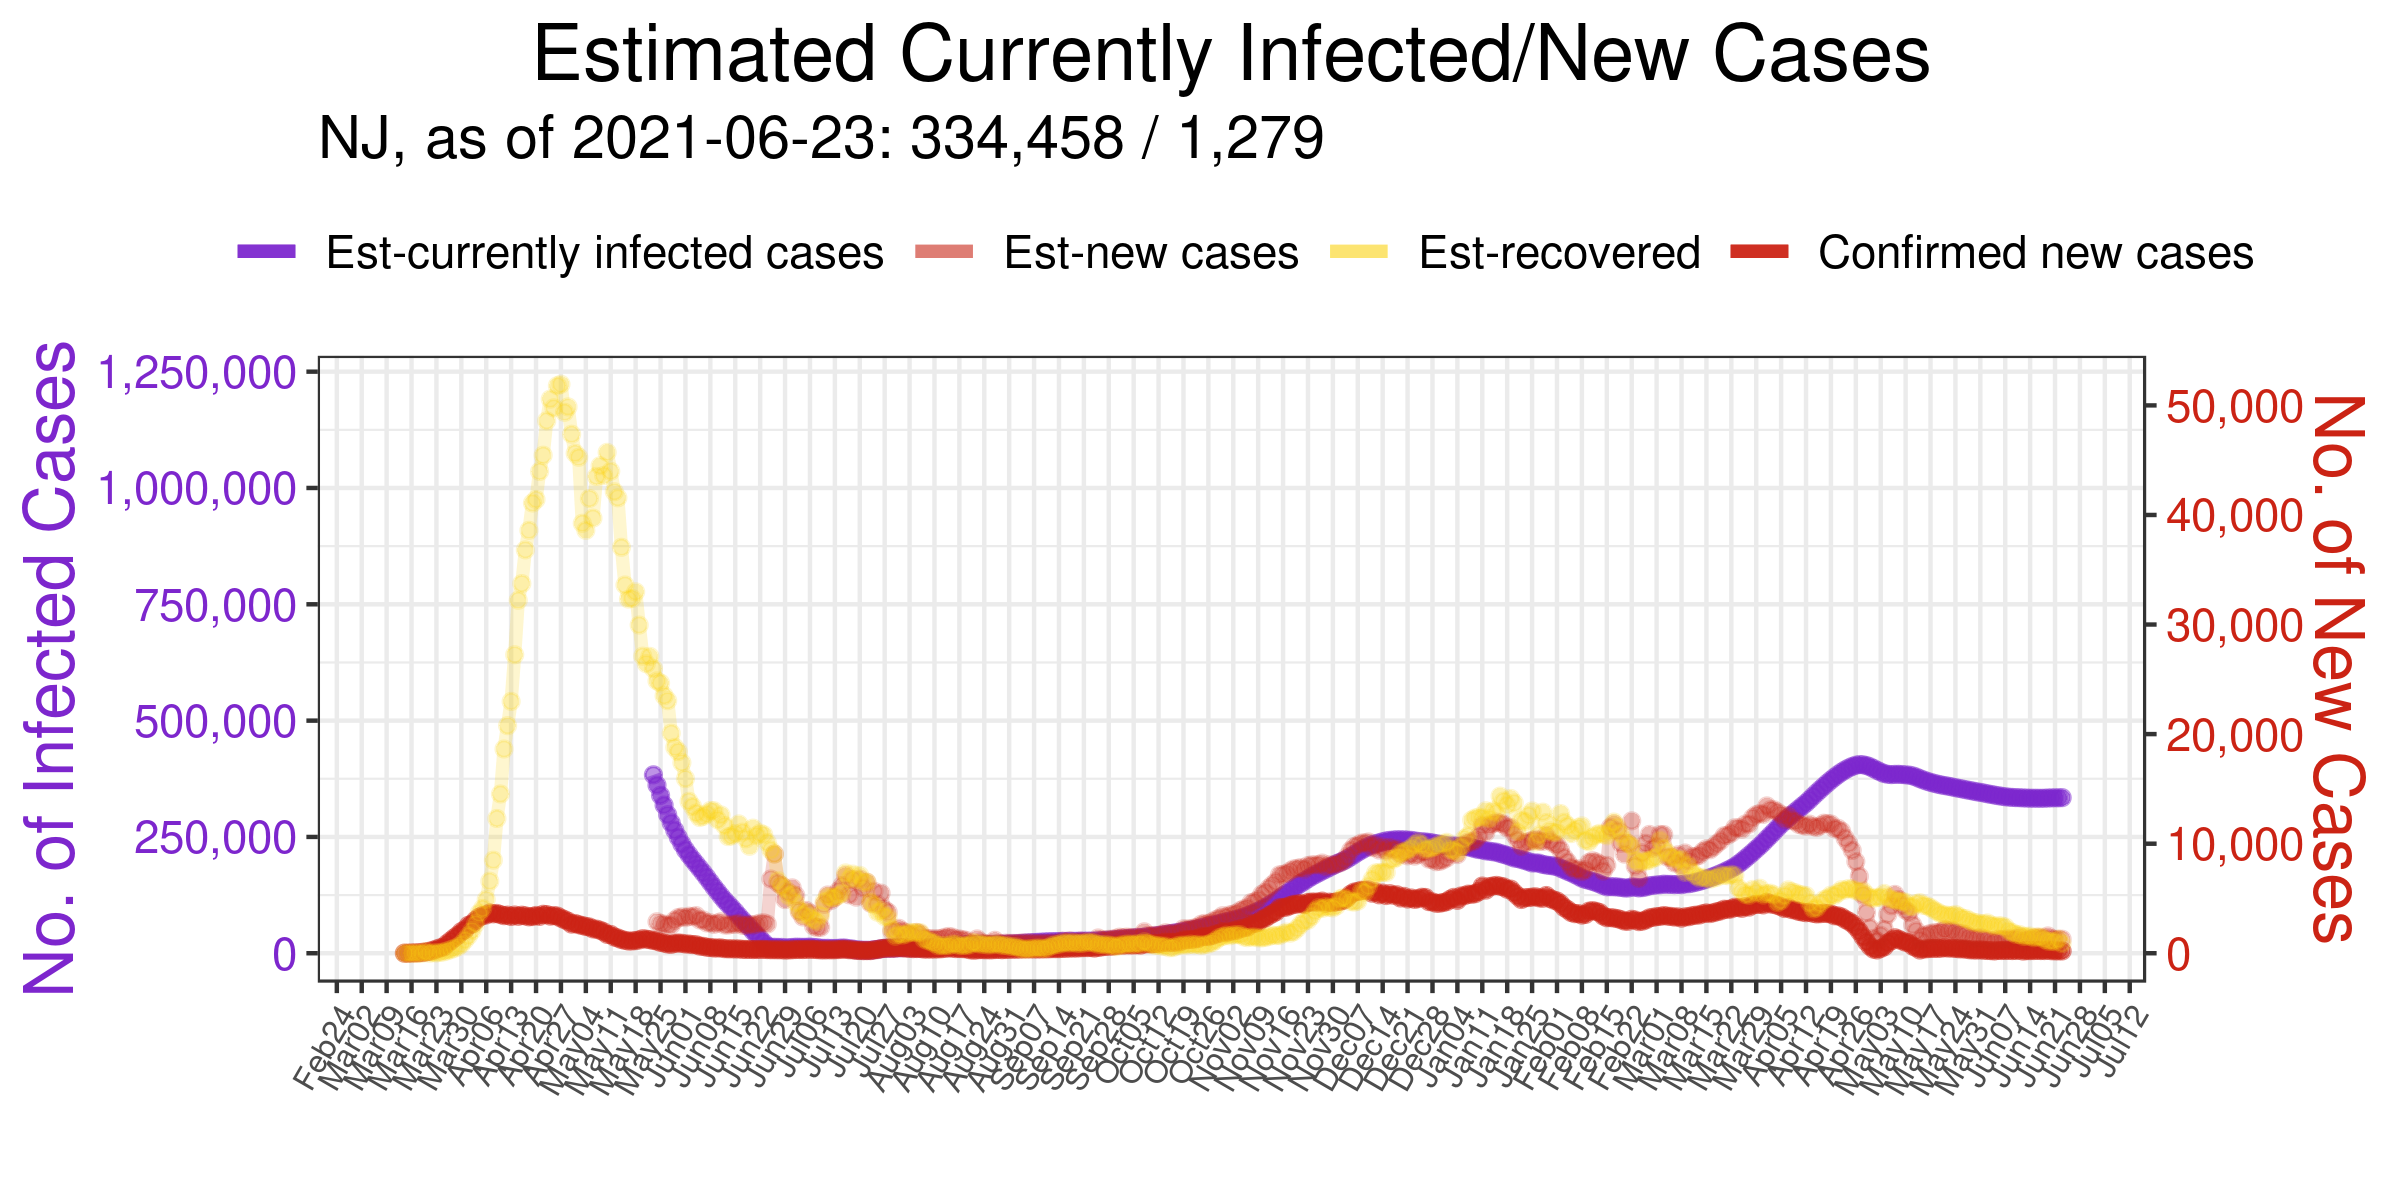 Estimated Currently Infected/New Cases
NJ, as of 2021-06-23: 334,458 / 1,279
Est-currently infected cases
Est-new cases
Est-recovered
Confirmed new cases
No. of Infected Cases
1,250,000
1,000,000
750,000
500,000
250,000
0
50,000
40,000
30,000
20,000
10,000
0
No. of New Cases
Feb24
Mar02
Mar09
Mar16
Mar23
Mar30
Apr06
Apr13
Apr20
Apr27
May04
May11
May18
May25
Jun01
Jun08
Jun15
Jun22
Jun29
Jul06
Jul13
Jul20
Jul27
Aug03
Aug10
Aug17
Aug24
Aug31
Sep07
Sep14
Sep21
Sep28
Oct05
Oct12
Oct19
Oct26
Nov02
Nov09
Nov16
Nov23
Nov30
Dec07
Dec14
Dec21
Dec28
Jan04
Jan11
Jan18
Jan25
Feb01
Feb08
Feb15
Feb22
Mar01
Mar08
Mar15
Mar22
Mar29
Apr05
Apr12
Apr19
Apr26
May03
May10
May17
May24
May31
Jun07
Jun14
Jun21
Jun28
Jul05
Jul12